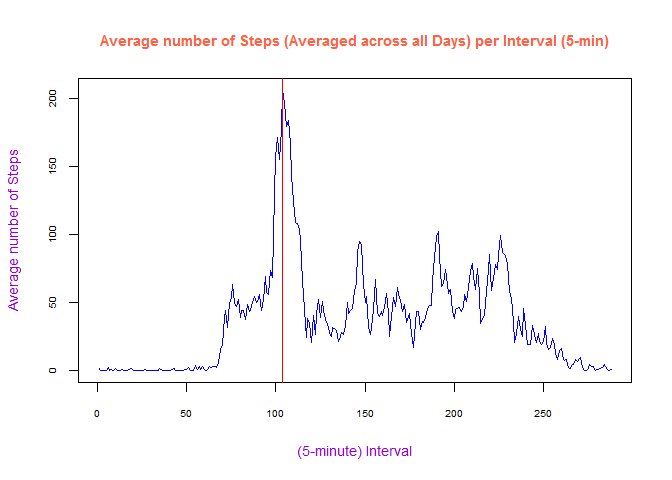 Average number of Steps (Averaged across all Days) per Interval (5-min)
Average number of Steps
200
150
100
50
0
0 50 100 150 200 250
(5-minute) Interval